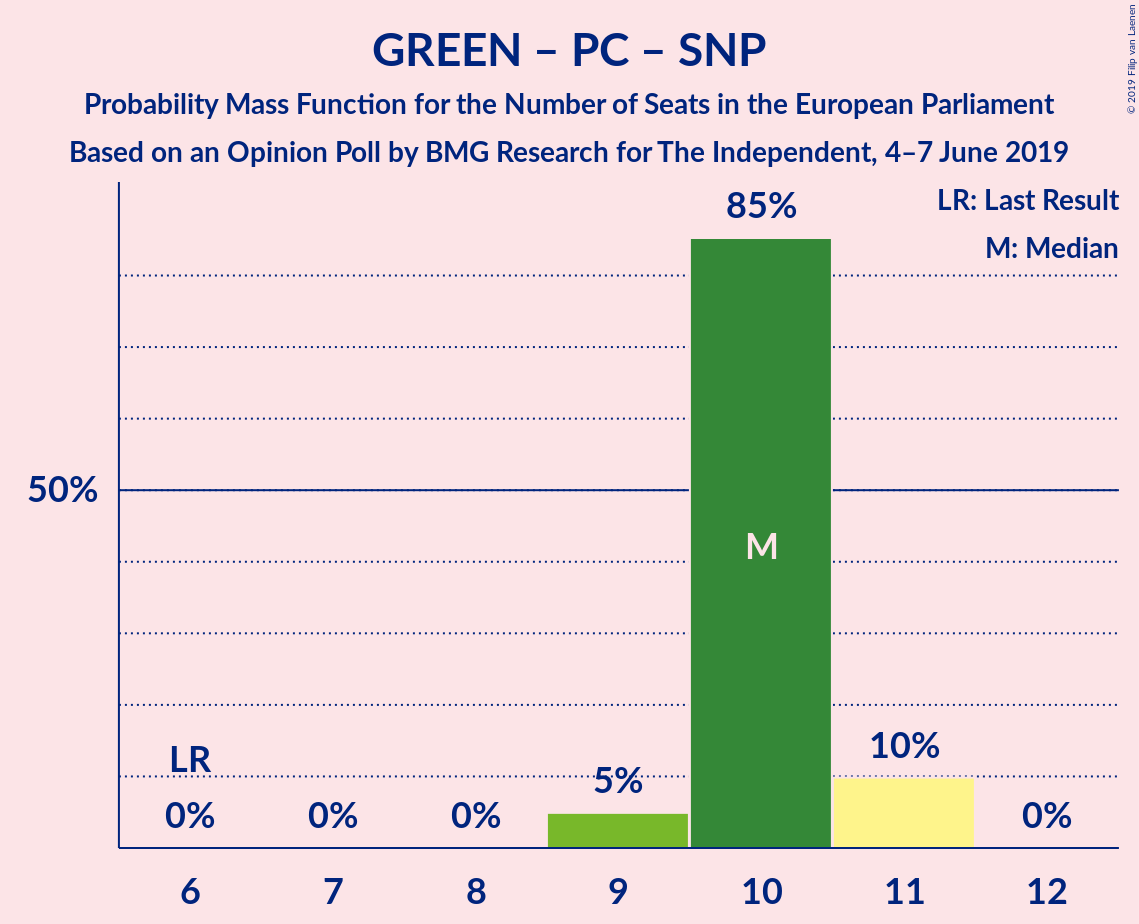 GREEN – PC – SNP
Probability Mass Function for the Number of Seats in the European Parliament
Based on an Opinion Poll by BMG Research for The Independent, 4–7 June 2019
© 2019 Filip van Laenen
LR: Last Result
M: Median
85%
50%
M
LR
10%
5%
0%
0%
0%
0%
6
7
8
9
10
11
12